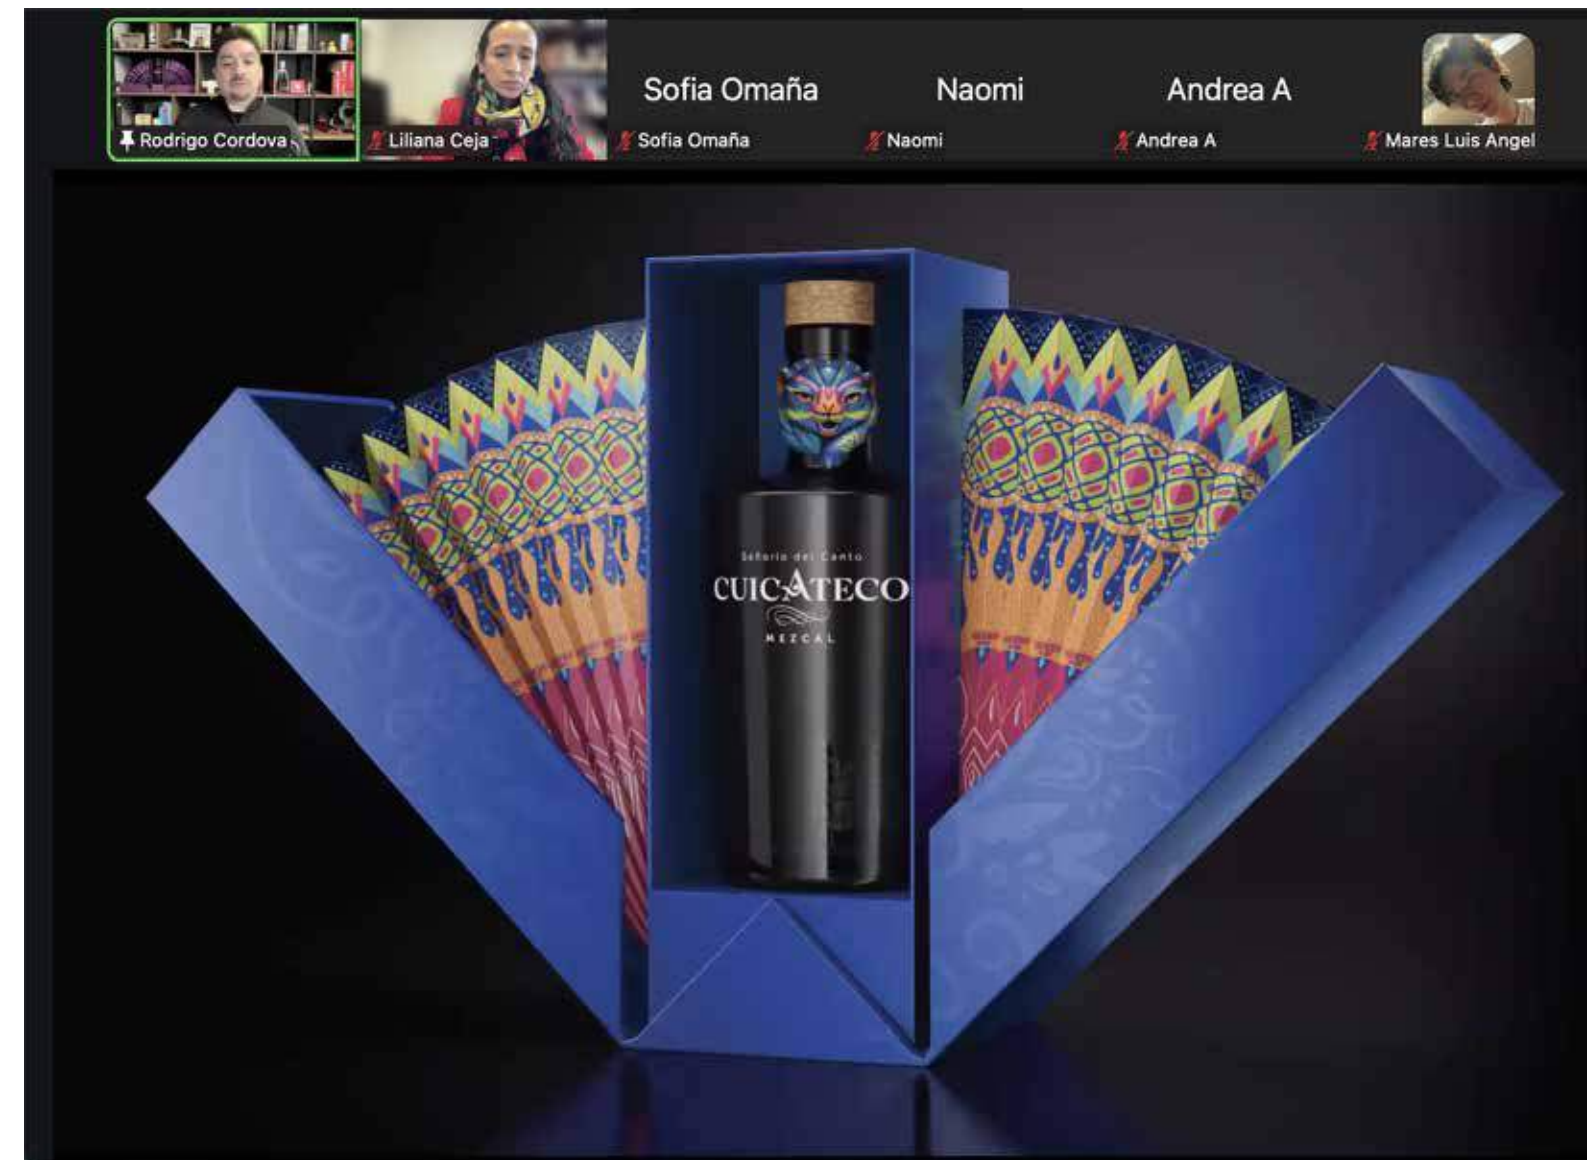 Sofia Omaña
Naomi
Andrea A
Rodrigo Cordova
Liliana Ceja
Sofia Omaña
Naomi
Andrea A
Mares Luis Angel
Señorío del Canto
CUICATECO
MEZCAL